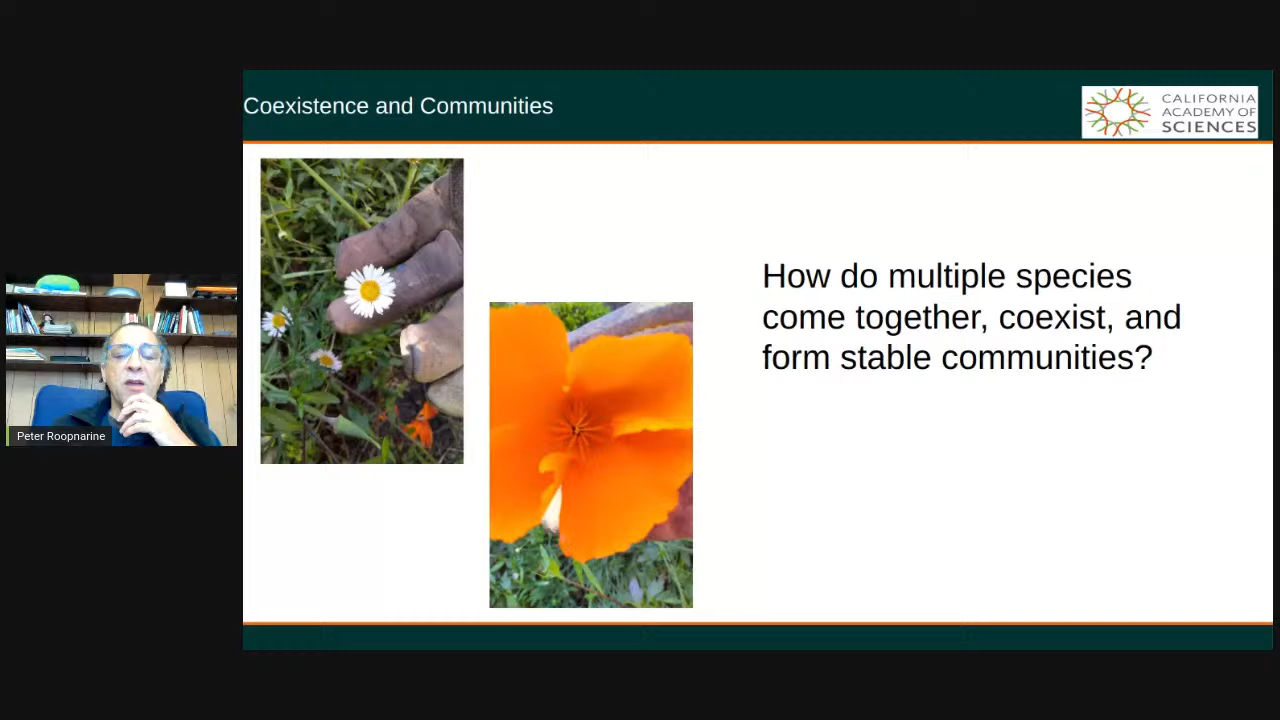 Coexistence and Communities
CALIFORNIA
ACADEMY OF
SCIENCES
How do multiple species
come together, coexist, and
form stable communities?
Peter Roopnarine